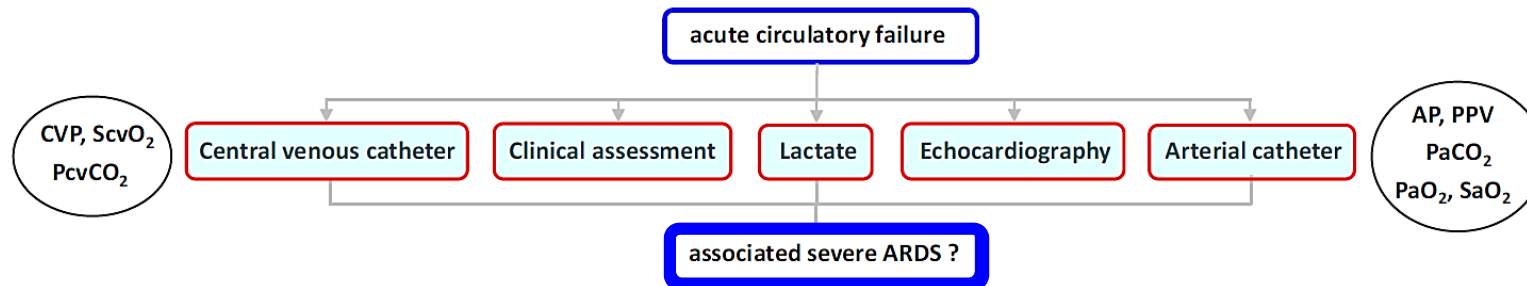 acute circulatory failure
CVP, ScvO₂
PcvCO₂
Central venous catheter
Clinical assessment
Lactate
Echocardiography
Arterial catheter
AP, PPV
PaCO₂
PaO₂, SaO₂
associated severe ARDS ?